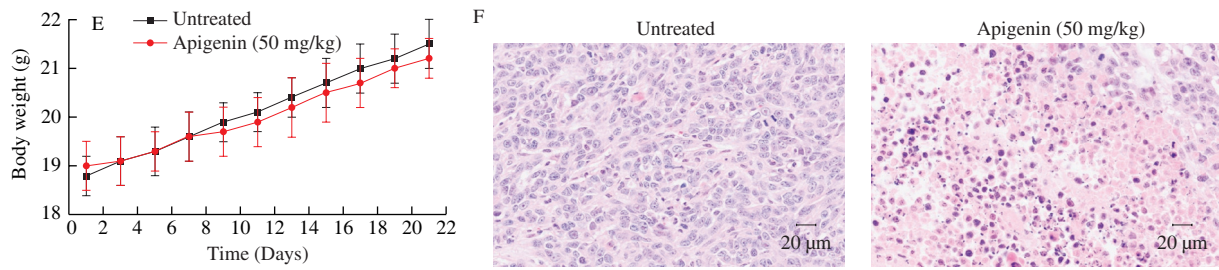 E
Untreated
Apigenin (50 mg/kg)
Body weight (g)
22
21
20
19
18
0 2 4 6 8 10 12 14 16 18 20 22
Time (Days)
F
Untreated
Apigenin (50 mg/kg)
20 μm
20 μm